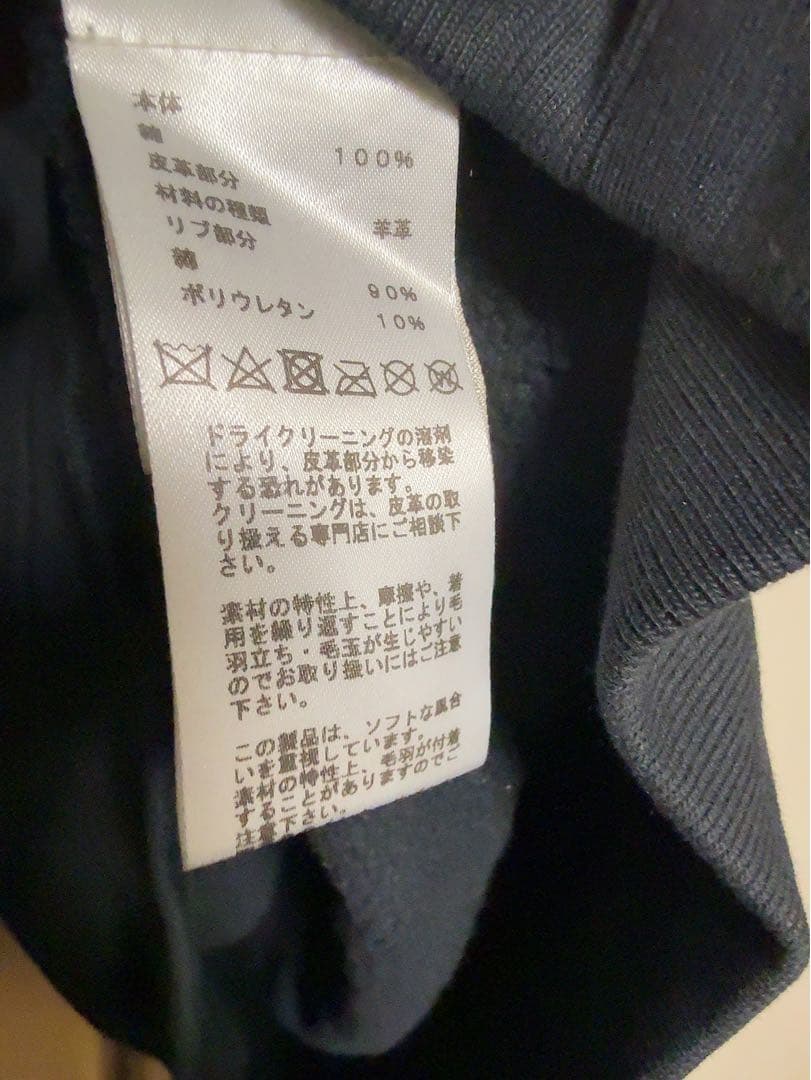 本体
綿 100%
皮革部分
材料の種類 羊革
リブ部分
綿 90%
ポリウレタン 10%
ドライクリーニングの溶剤
により、皮革部分から移染
する恐れがあります。
クリーニングは、皮革の取
り扱える専門店にご相談下
さい。
素材の特性上、摩擦や、着
用を繰り返すことにより毛
羽立ち・毛玉が生じやすい
のでお取り扱いにはご注意
下さい。
この製品は、ソフトな風合
いを重視しています。
素材の特性上、毛羽が付着
することがありますのでご
注意下さい。